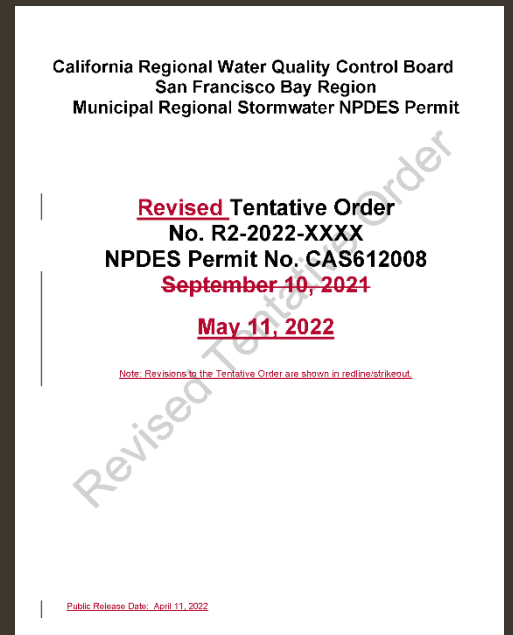 California Regional Water Quality Control Board
San Francisco Bay Region
Municipal Regional Stormwater NPDES Permit
Revised Tentative Order
No. R2-2022-XXXX
NPDES Permit No. CAS612008
September 10, 2021
May 11, 2022
Note: Revisions to the Tentative Order are shown in redline/strikeout.
Revised Tentative Order
Public Release Date: April 11, 2022